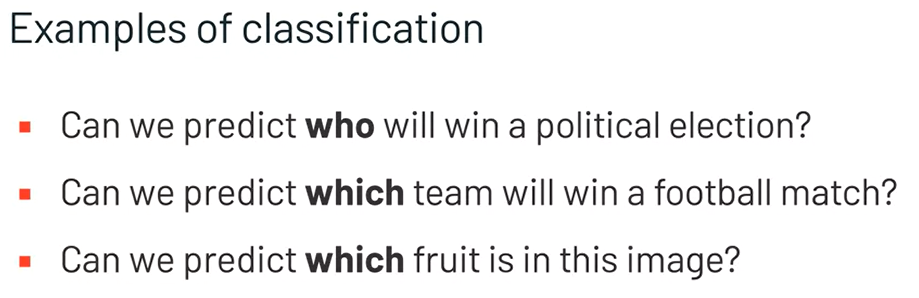 Examples of classification
Can we predict who will win a political election?
Can we predict which team will win a football match?
Can we predict which fruit is in this image?